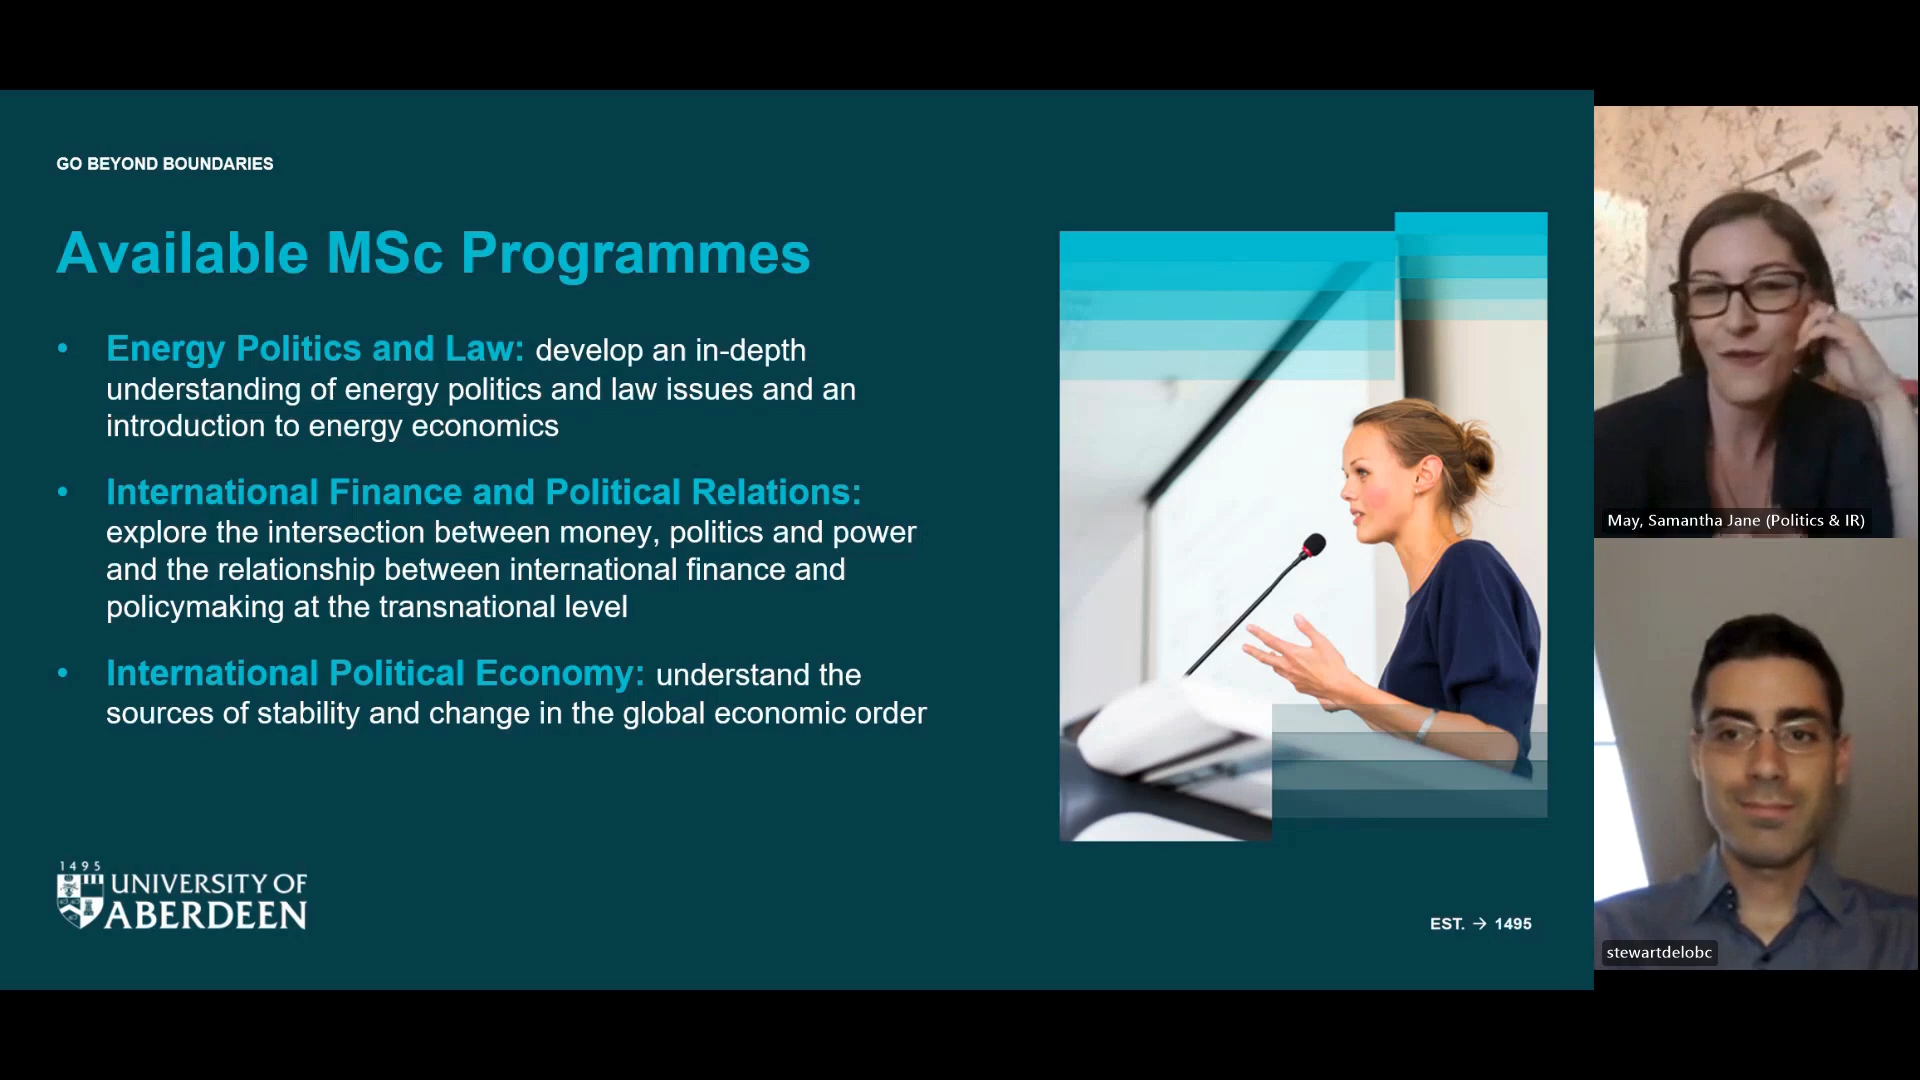 GO BEYOND BOUNDARIES
Available MSc Programmes
• Energy Politics and Law: develop an in-depth
understanding of energy politics and law issues and an
introduction to energy economics
• International Finance and Political Relations:
explore the intersection between money, politics and power
and the relationship between international finance and
policymaking at the transnational level
• International Political Economy: understand the
sources of stability and change in the global economic order
1495
UNIVERSITY OF
ABERDEEN
EST. → 1495
May, Samantha Jane (Politics & IR)
stewartdelobc